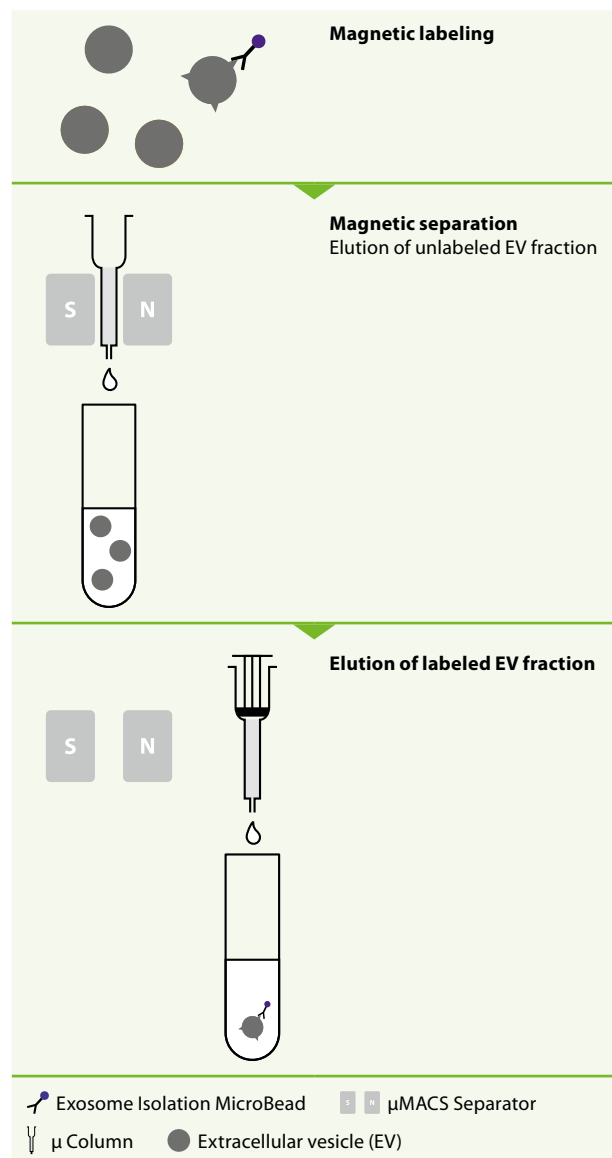 Magnetic labeling
Magnetic separation
Elution of unlabeled EV fraction
S N
Elution of labeled EV fraction
S N
Exosome Isolation MicroBead S N µMACS Separator
µ Column Extracellular vesicle (EV)